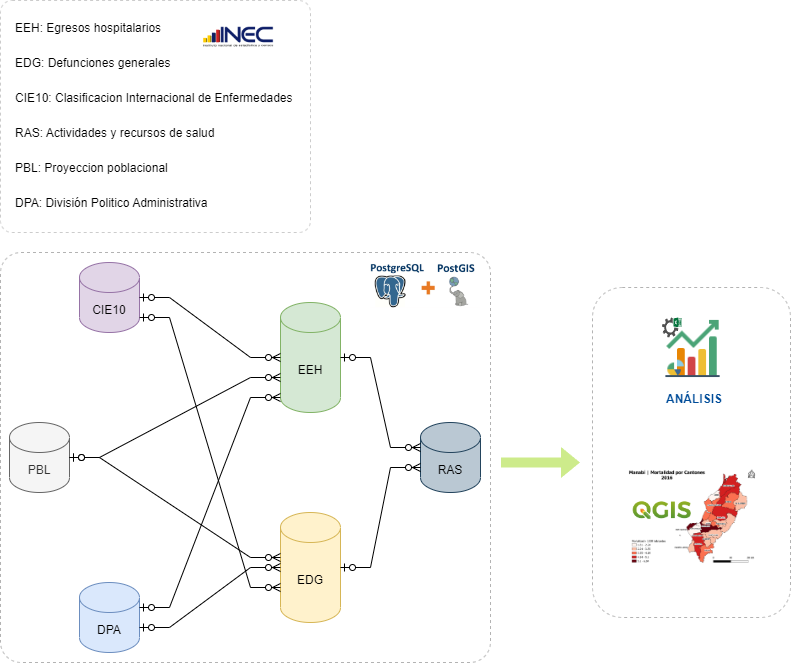 EEH: Egresos hospitalarios
INEC
EDG: Defunciones generales
CIE10: Clasificacion Internacional de Enfermedades
RAS: Actividades y recursos de salud
PBL: Proyeccion poblacional
DPA: División Politico Administrativa
PostgreSQL
PostGIS
CIE10
EEH
PBL
RAS
EDG
DPA
ANÁLISIS
Manabí | Mortalidad por Cantones
2016
QGIS